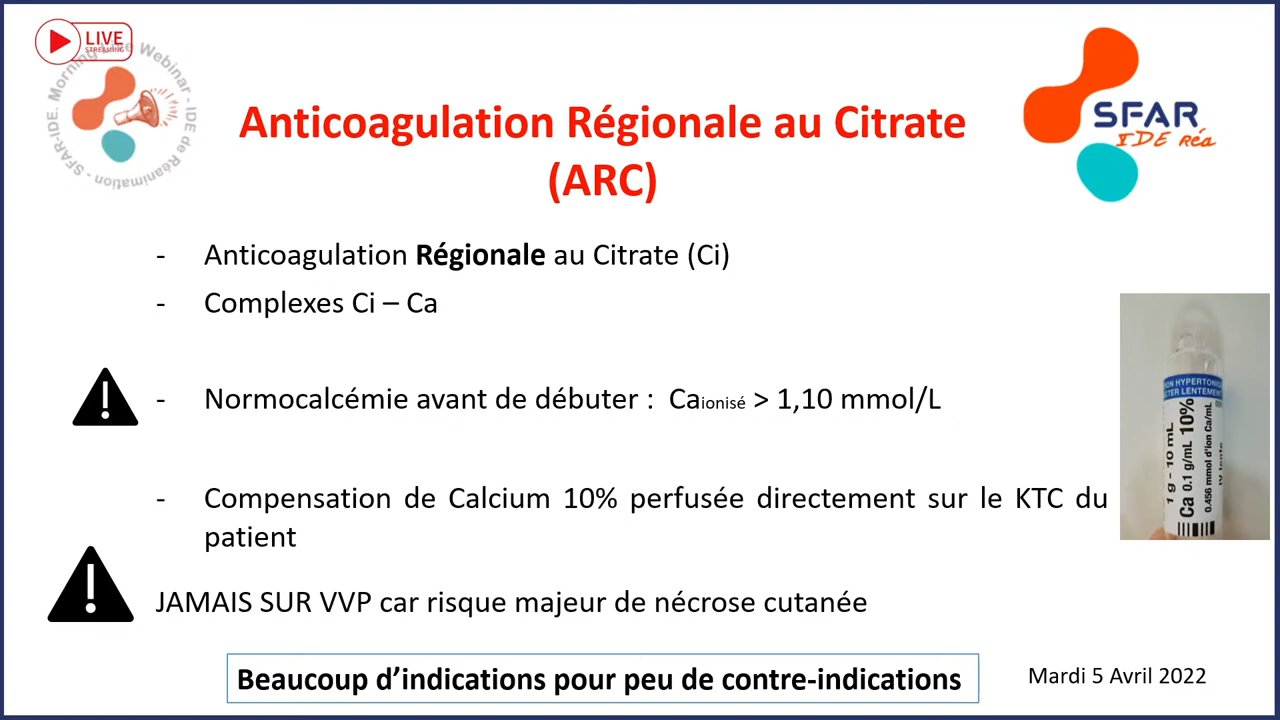 LIVE
STREAMING
SFAR-IDE. Morning Live Webinar - IDE de Réanimation -
SFAR
IDE Réa
Anticoagulation Régionale au Citrate
(ARC)
- Anticoagulation Régionale au Citrate (Ci)
- Complexes Ci – Ca
- Normocalcémie avant de débuter : Caionisé > 1,10 mmol/L
- Compensation de Calcium 10% perfusée directement sur le KTC du
patient
JAMAIS SUR VVP car risque majeur de nécrose cutanée
HYPERTONI
LENTEMENT
1 g - 10 mL
Ca 0.1 g/mL 10%
0.456 mmol d'ion Ca/mL
Beaucoup d’indications pour peu de contre-indications
Mardi 5 Avril 2022